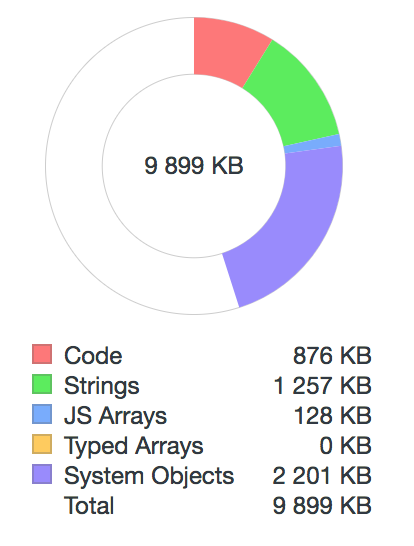 9 899 KB
Code 876 KB
Strings 1 257 KB
JS Arrays 128 KB
Typed Arrays 0 KB
System Objects 2 201 KB
Total 9 899 KB